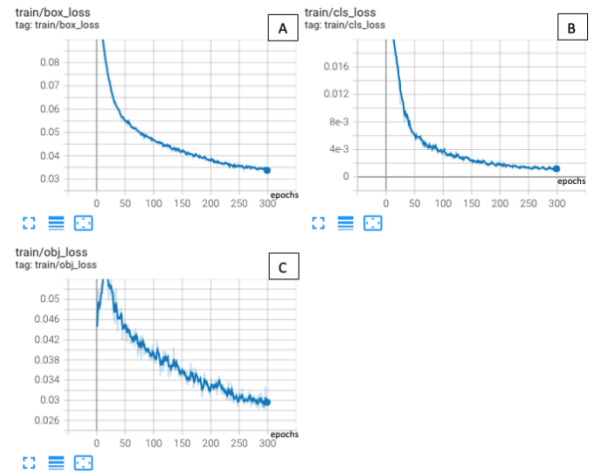 train/box_loss
tag: train/box_loss
A
0.08
0.07
0.06
0.05
0.04
0.03
0 50 100 150 200 250 300
epochs
train/cls_loss
tag: train/cls_loss
B
0.016
0.012
8e-3
4e-3
0
0 50 100 150 200 250 300
epochs
train/obj_loss
tag: train/obj_loss
C
0.05
0.046
0.042
0.038
0.034
0.03
0.026
0 50 100 150 200 250 300
epochs